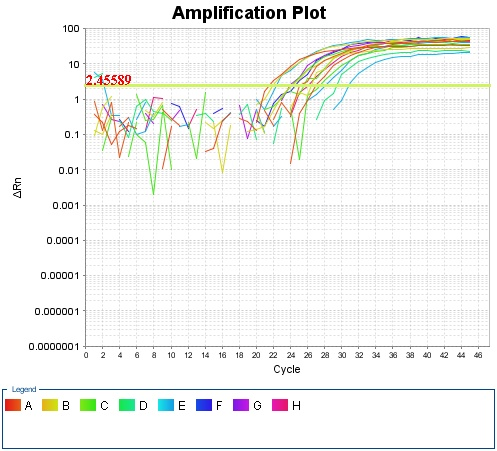 Amplification Plot
100
10
2.45589
1
0.1
0.01
0.001
0.0001
0.00001
0.000001
0.0000001
ΔRn
0 2 4 6 8 10 12 14 16 18 20 22 24 26 28 30 32 34 36 38 40 42 44 46
Cycle
Legend
A B C D E F G H